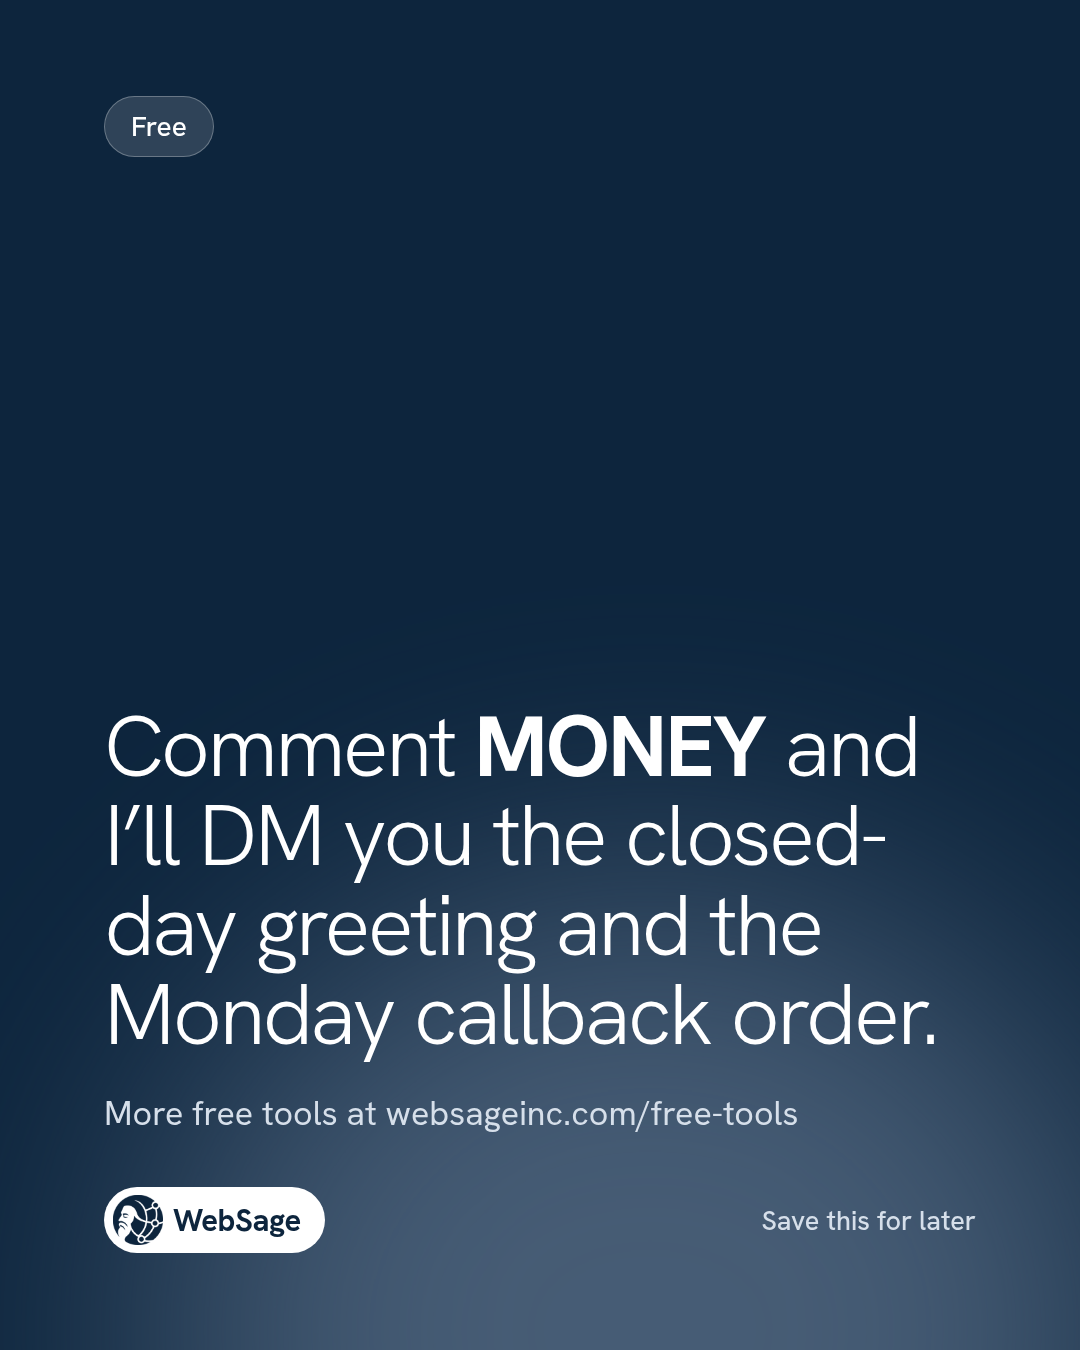 Free
Comment MONEY and
I’ll DM you the closed-
day greeting and the
Monday callback order.
More free tools at websageinc.com/free-tools
WebSage
Save this for later